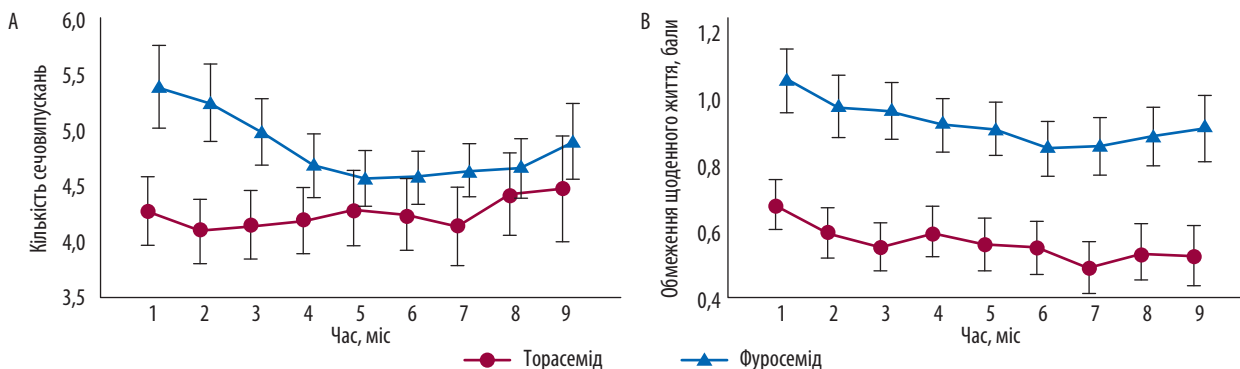 А
Кількість сечовипускань
6,0
5,5
5,0
4,5
4,0
3,5
1 2 3 4 5 6 7 8 9
Час, міс
В
Обмеження щоденного життя, бали
1,2
1,0
0,8
0,6
0,4
1 2 3 4 5 6 7 8 9
Час, міс
Торасемід
Фуросемід